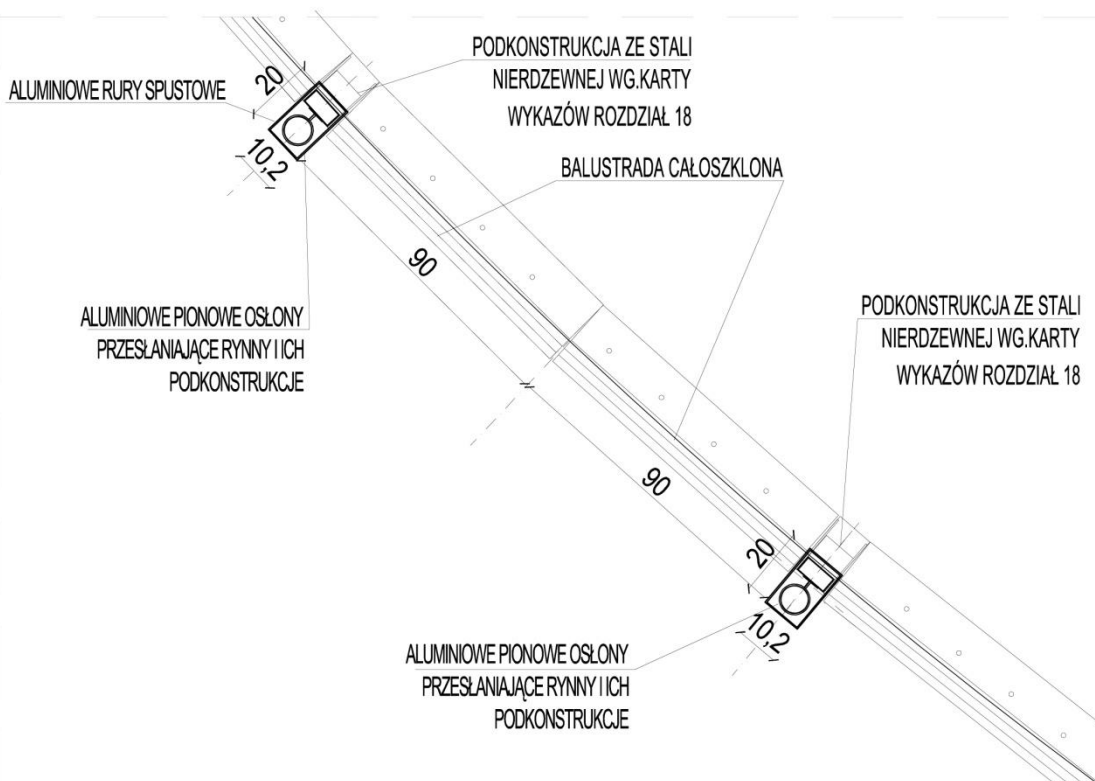 PODKONSTRUKCJA ZE STALI
NIERDZEWNEJ WG.KARTY
WYKAZÓW ROZDZIAŁ 18
ALUMINIOWE RURY SPUSTOWE
20
10,2
BALUSTRADA CAŁOSZKLONA
90
ALUMINIOWE PIONOWE OSŁONY
PRZESŁANIAJĄCE RYNNY I ICH
PODKONSTRUKCJE
PODKONSTRUKCJA ZE STALI
NIERDZEWNEJ WG.KARTY
WYKAZÓW ROZDZIAŁ 18
90
20
10,2
ALUMINIOWE PIONOWE OSŁONY
PRZESŁANIAJĄCE RYNNY I ICH
PODKONSTRUKCJE